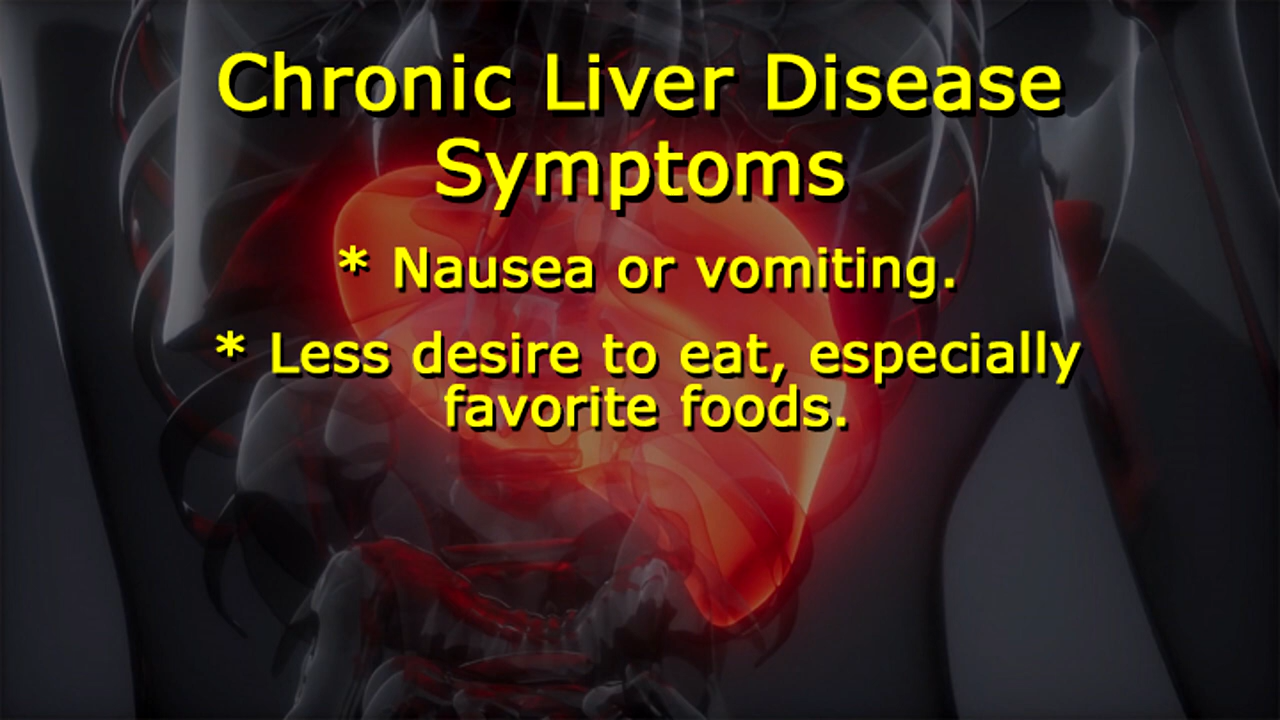 Chronic Liver Disease
Symptoms
* Nausea or vomiting.
* Less desire to eat, especially
favorite foods.